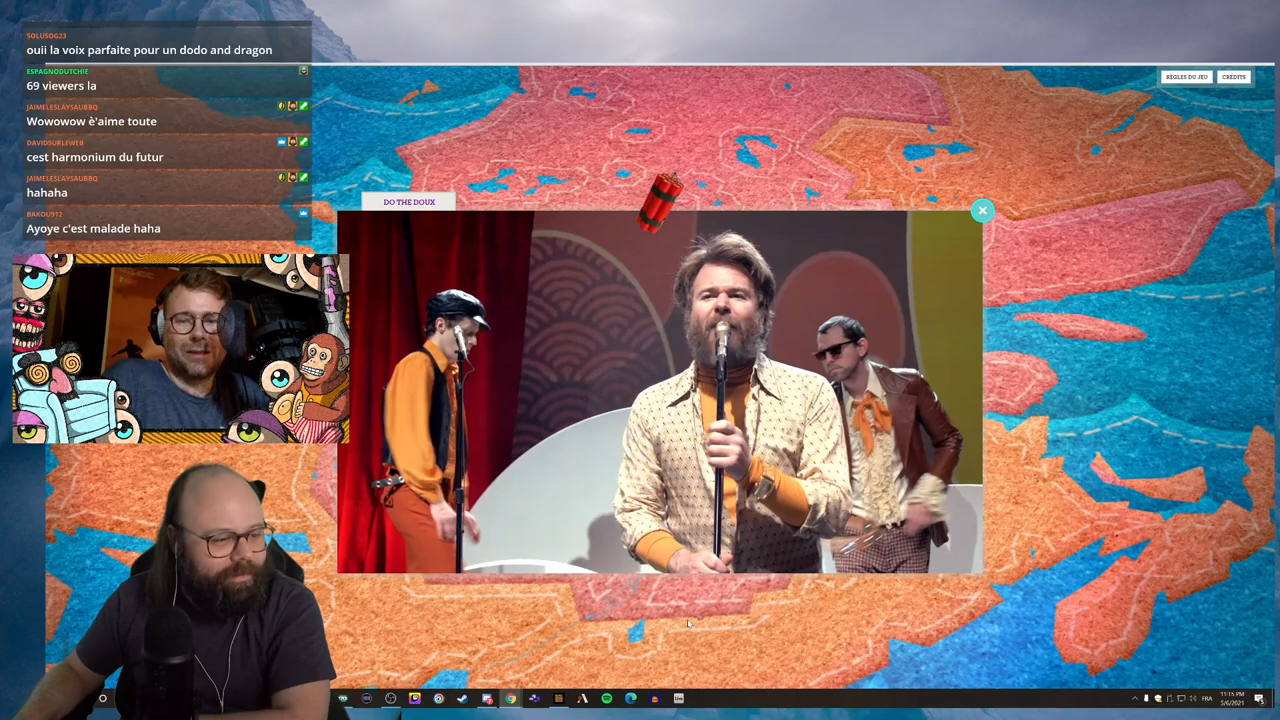 SOLUSOG23
ouii la voix parfaite pour un dodo and dragon
ESPAGNODUTCHIE
69 viewers la
JAIMELESLAYSAUBBQ
Wowowow è'aime toute
DAVIDSURLEWEB
cest harmonium du futur
JAIMELESLAYSAUBBQ
hahaha
BAKOU912
Ayoye c'est malade haha
RÈGLES DU JEU
CRÉDITS
DO THE DOUX
FRA
11:15 PM
5/6/2021